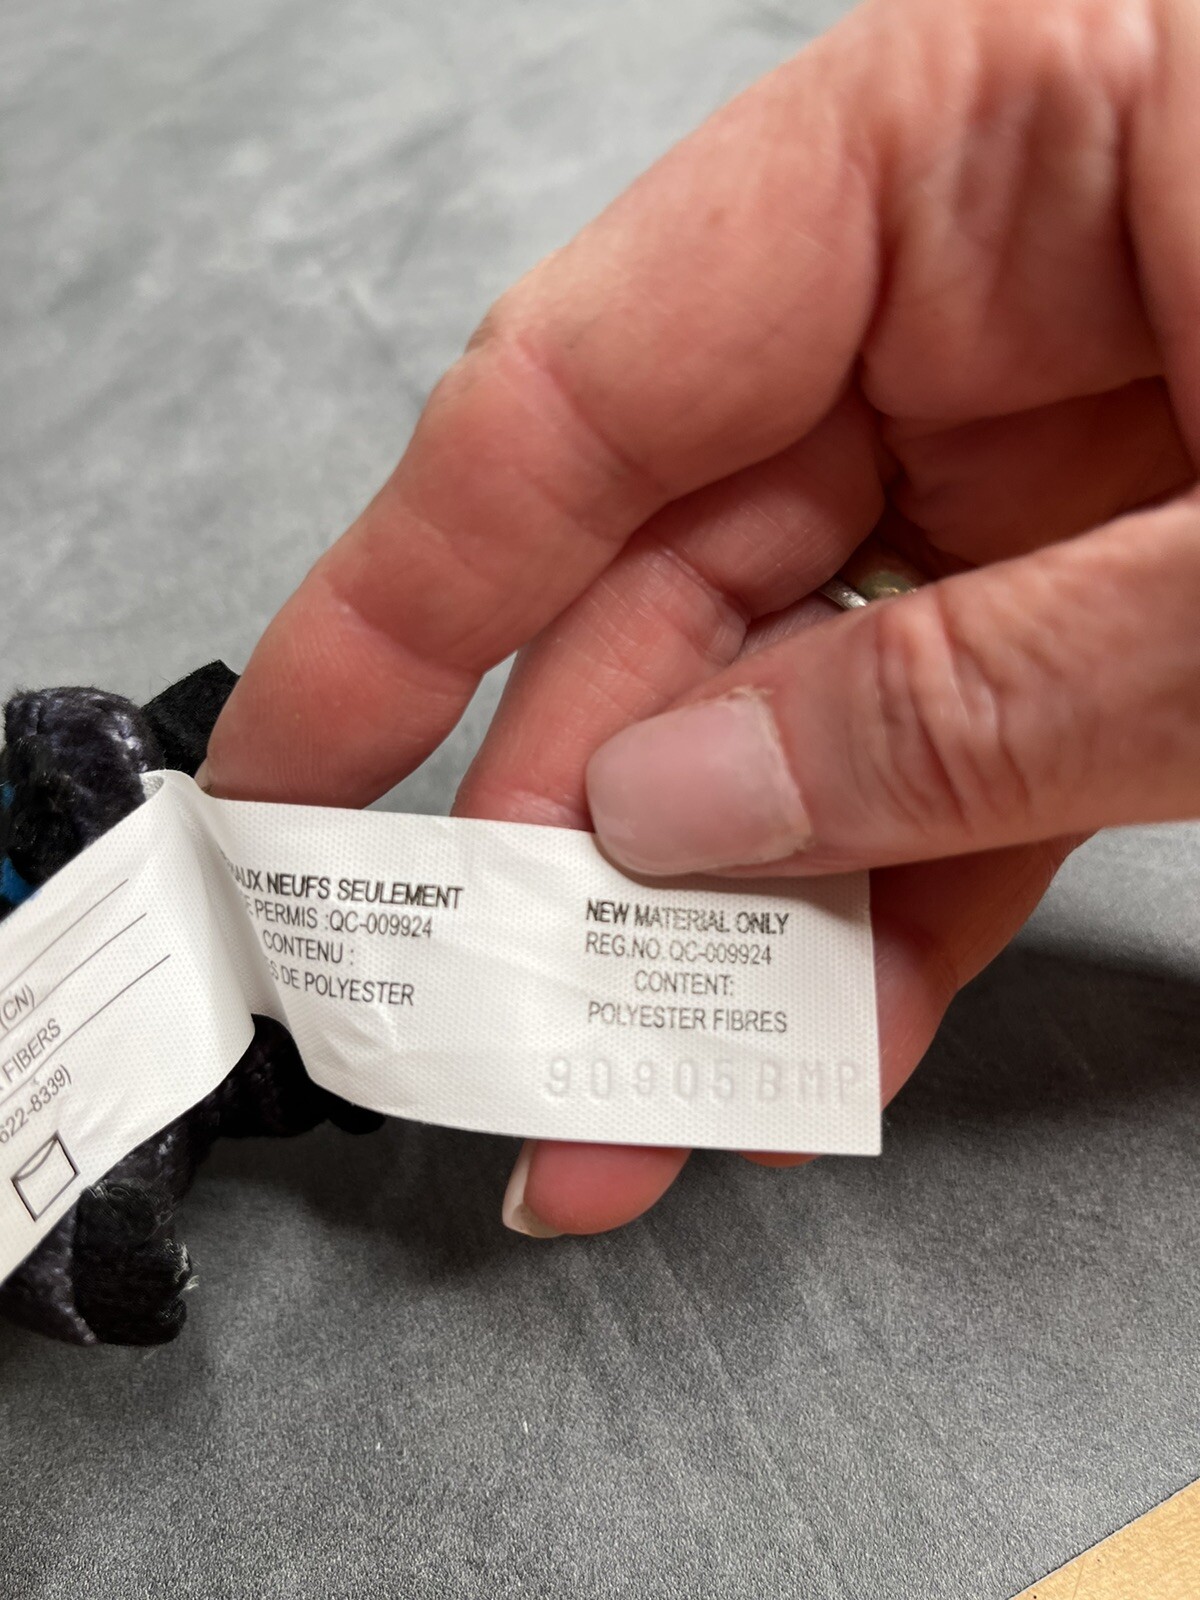 (CN)
FIBERS
622-8339)
AUX NEUFS SEULEMENT
E PERMIS :QC-009924
CONTENU :
S DE POLYESTER
NEW MATERIAL ONLY
REG.NO. QC-009924
CONTENT:
POLYESTER FIBRES
90905BMP